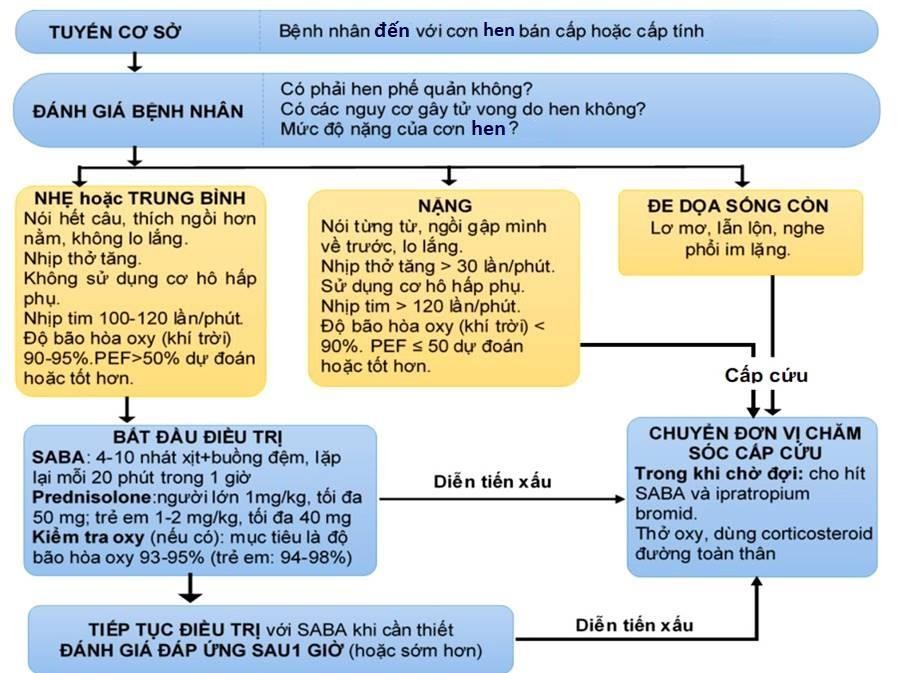 TUYẾN CƠ SỞ
Bệnh nhân đến với cơn hen bán cấp hoặc cấp tính
ĐÁNH GIÁ BỆNH NHÂN
Có phải hen phế quản không?
Có các nguy cơ gây tử vong do hen không?
Mức độ nặng của cơn hen ?
NHẸ hoặc TRUNG BÌNH
Nói hết câu, thích ngồi hơn
nằm, không lo lắng.
Nhịp thở tăng.
Không sử dụng cơ hô hấp
phụ.
Nhịp tim 100-120 lần/phút.
Độ bão hòa oxy (khí trời)
90-95%.PEF>50% dự đoán
hoặc tốt hơn.
NẶNG
Nói từng từ, ngồi gập mình
về trước, lo lắng.
Nhịp thở tăng > 30 lần/phút.
Sử dụng cơ hô hấp phụ.
Nhịp tim > 120 lần/phút.
Độ bão hòa oxy (khí trời) <
90%. PEF ≤ 50 dự đoán
hoặc tốt hơn.
ĐE DỌA SỐNG CÒN
Lơ mơ, lẫn lộn, nghe
phổi im lặng.
Cấp cứu
BẮT ĐẦU ĐIỀU TRỊ
SABA: 4-10 nhát xịt+buồng đệm, lặp
lại mỗi 20 phút trong 1 giờ
Prednisolone:người lớn 1mg/kg, tối đa
50 mg; trẻ em 1-2 mg/kg, tối đa 40 mg
Kiểm tra oxy (nếu có): mục tiêu là độ
bão hòa oxy 93-95% (trẻ em: 94-98%)
Diễn tiến xấu
CHUYỂN ĐƠN VỊ CHĂM
SÓC CẤP CỨU
Trong khi chờ đợi: cho hít
SABA và ipratropium
bromid.
Thở oxy, dùng corticosteroid
đường toàn thân
TIẾP TỤC ĐIỀU TRỊ với SABA khi cần thiết
ĐÁNH GIÁ ĐÁP ỨNG SAU1 GIỜ (hoặc sớm hơn)
Diễn tiến xấu